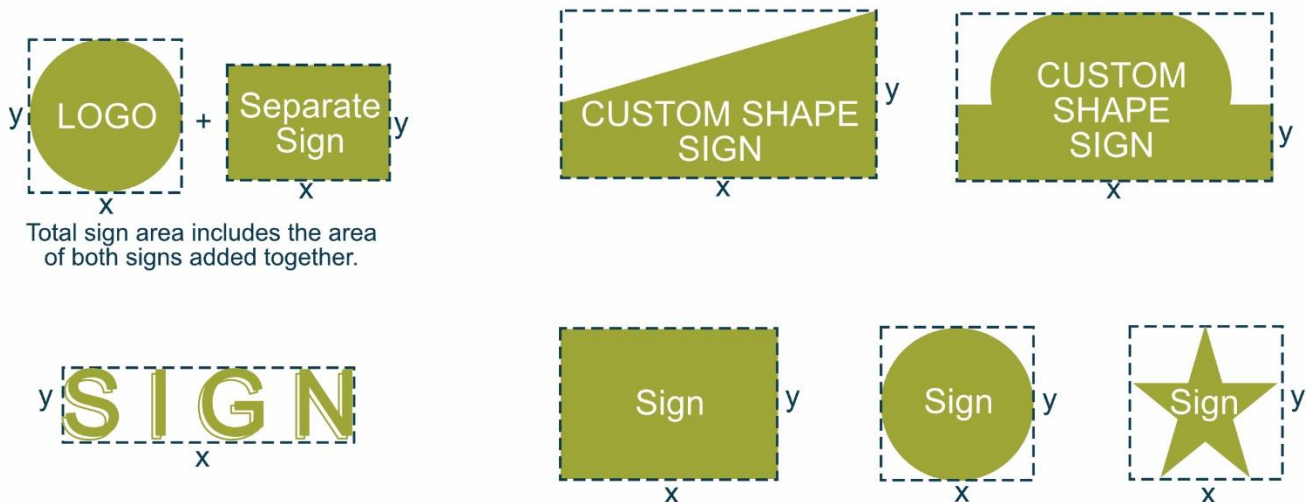 y
LOGO
x
+
Separate
Sign
y
x
Total sign area includes the area
of both signs added together.
CUSTOM SHAPE
SIGN
y
x
CUSTOM
SHAPE
SIGN
y
x
y
SIGN
x
Sign
y
x
Sign
y
x
Sign
y
x